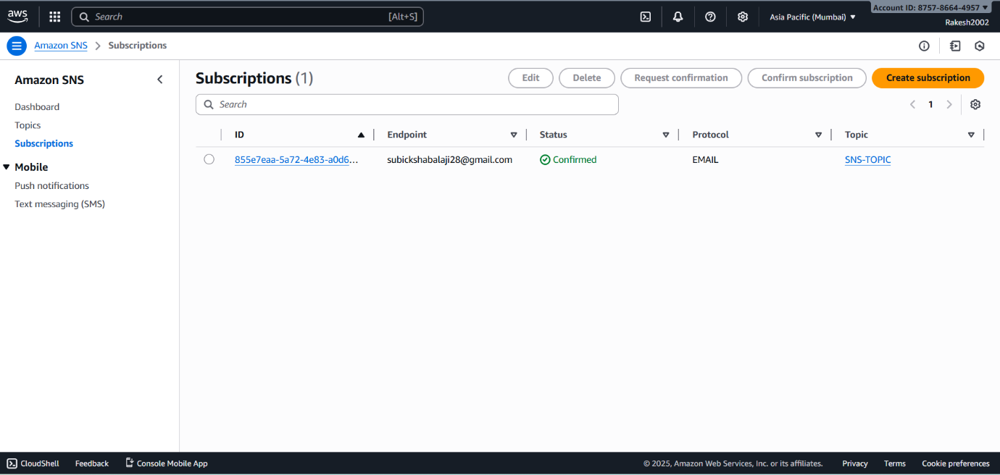 aws
Search [Alt+S]
Asia Pacific (Mumbai)
Account ID: 8757-8664-4957
Rakesh2002
Amazon SNS
Subscriptions
Amazon SNS
Dashboard
Topics
Subscriptions
Mobile
Push notifications
Text messaging (SMS)
Subscriptions (1)
Edit
Delete
Request confirmation
Confirm subscription
Create subscription
Search
1
ID Endpoint Status Protocol Topic
855e7eaa-5a72-4e83-a0d6... subickshabalaji28@gmail.com Confirmed EMAIL SNS-TOPIC
CloudShell Feedback Console Mobile App © 2025, Amazon Web Services, Inc. or its affiliates. Privacy Terms Cookie preferences